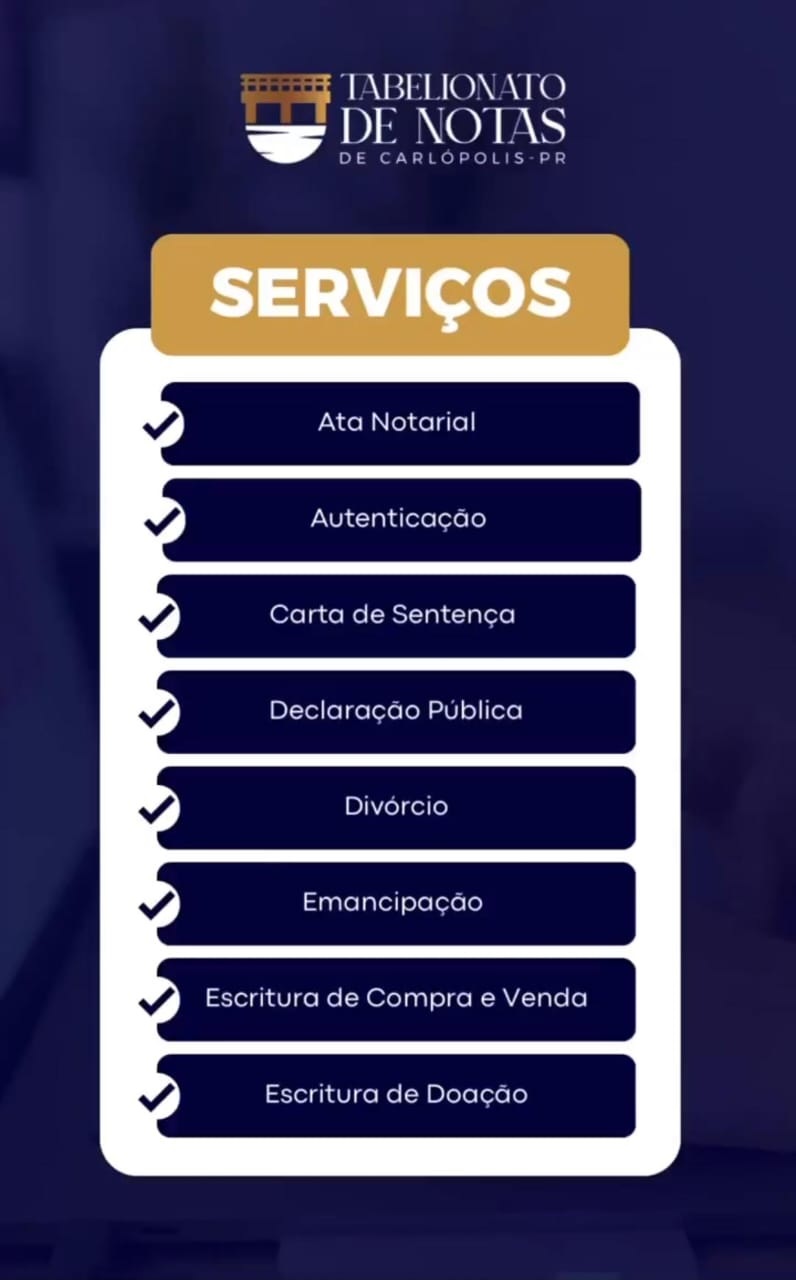 TABELIONATO
DE NOTAS
DE CARLÓPOLIS-PR
SERVIÇOS
Ata Notarial
Autenticação
Carta de Sentença
Declaração Pública
Divórcio
Emancipação
Escritura de Compra e Venda
Escritura de Doação